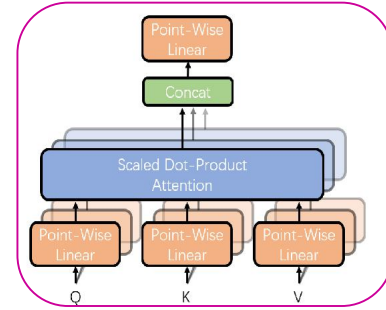 Point-Wise
Linear
Concat
Scaled Dot-Product
Attention
Point-Wise
Linear
Point-Wise
Linear
Point-Wise
Linear
Q
K
V